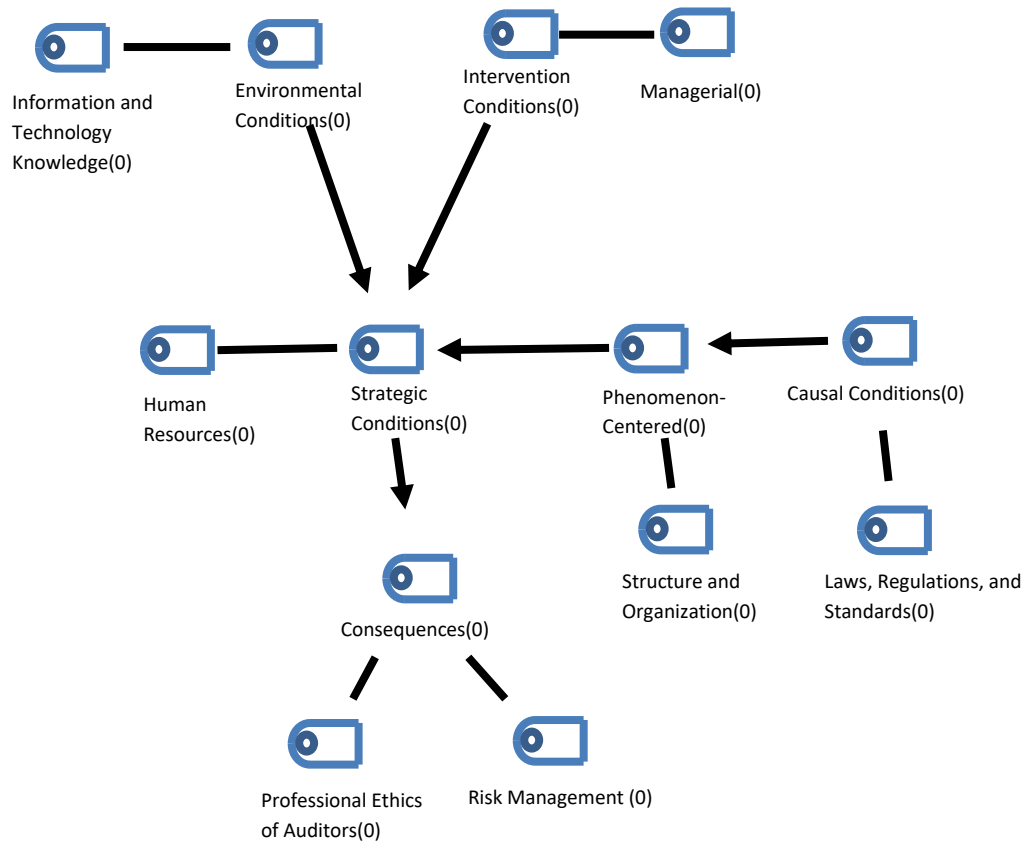 Information and
Technology
Knowledge(0)
Environmental
Conditions(0)
Intervention
Conditions(0)
Managerial(0)
Human
Resources(0)
Strategic
Conditions(0)
Phenomenon-
Centered(0)
Causal Conditions(0)
Structure and
Organization(0)
Laws, Regulations, and
Standards(0)
Consequences(0)
Professional Ethics
of Auditors(0)
Risk Management (0)